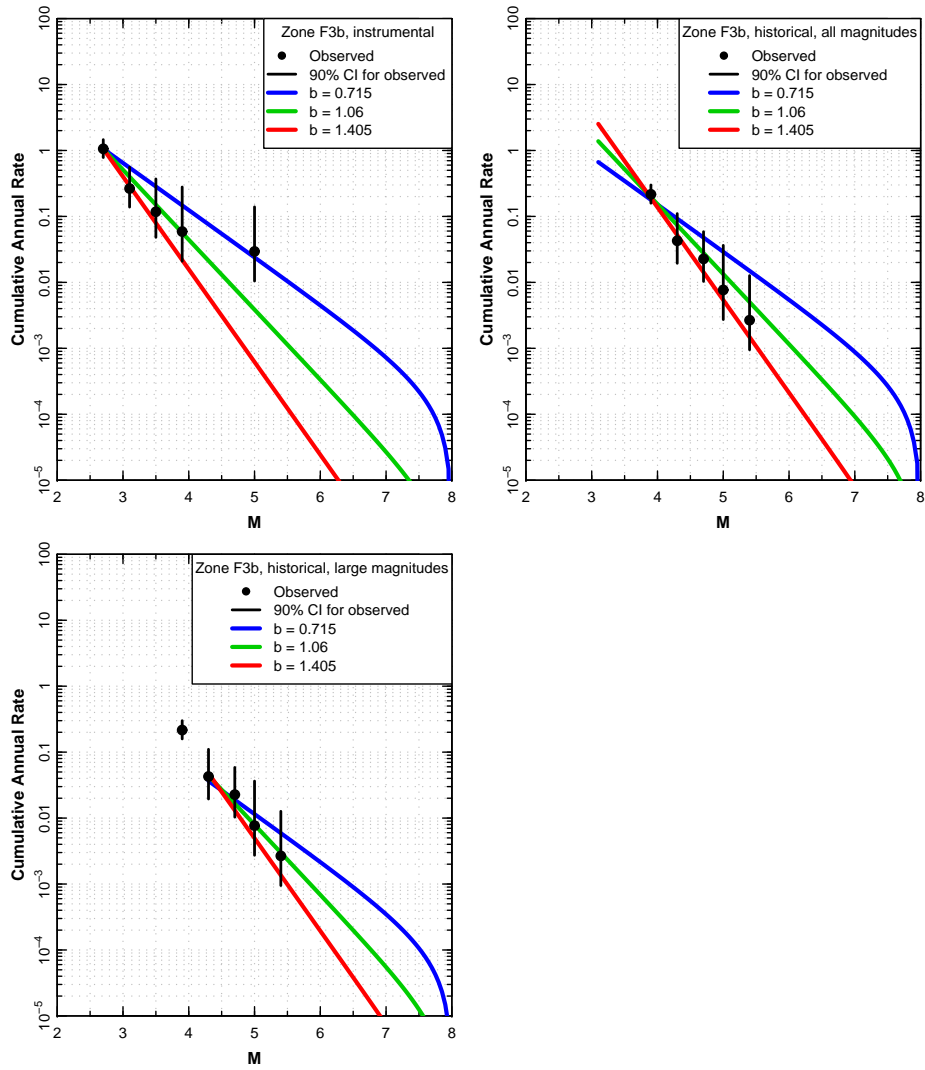 Zone F3b, instrumental
Observed
90% CI for observed
b = 0.715
b = 1.06
b = 1.405
100
10
1
0.1
0.01
10⁻³
10⁻⁴
10⁻⁵
Cumulative Annual Rate
2 3 4 5 6 7 8
M
Zone F3b, historical, all magnitudes
Observed
90% CI for observed
b = 0.715
b = 1.06
b = 1.405
100
10
1
0.1
0.01
10⁻³
10⁻⁴
10⁻⁵
Cumulative Annual Rate
2 3 4 5 6 7 8
M
Zone F3b, historical, large magnitudes
Observed
90% CI for observed
b = 0.715
b = 1.06
b = 1.405
100
10
1
0.1
0.01
10⁻³
10⁻⁴
10⁻⁵
Cumulative Annual Rate
2 3 4 5 6 7 8
M